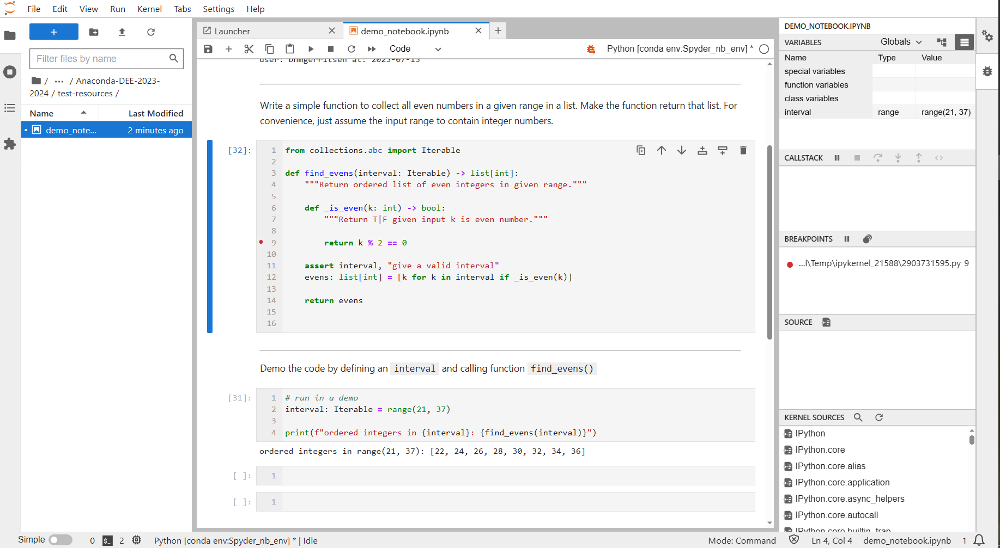 File Edit View Run Kernel Tabs Settings Help
Filter files by name
/ ... / Anaconda-DEE-2023-
2024 / test-resources /
Name Last Modified
• demo_note... 2 minutes ago
Launcher
demo_notebook.ipynb
Code
Python [conda env:Spyder_nb_env] *
user: bhmgerritsen at: 2023-07-13
Write a simple function to collect all even numbers in a given range in a list. Make the function return that list. For
convenience, just assume the input range to contain integer numbers.
[32]:
1 from collections.abc import Iterable
2
3 def find_evens(interval: Iterable) -> list[int]:
4 """Return ordered list of even integers in given range."""
5
6 def _is_even(k: int) -> bool:
7 """Return T|F given input k is even number."""
8
9 return k % 2 == 0
10
11 assert interval, "give a valid interval"
12 evens: list[int] = [k for k in interval if _is_even(k)]
13
14 return evens
15
16
Demo the code by defining an interval and calling function find_evens()
[31]:
1 # run in a demo
2 interval: Iterable = range(21, 37)
3
4 print(f"ordered integers in {interval}: {find_evens(interval)}")
ordered integers in range(21, 37): [22, 24, 26, 28, 30, 32, 34, 36]
[ ]: 1
[ ]: 1
DEMO_NOTEBOOK.IPYNB
VARIABLES Globals
Name Type Value
special variables
function variables
class variables
interval range range(21, 37)
CALLSTACK
BREAKPOINTS
...l\Temp\ipykernel_21588\2903731595.py 9
SOURCE
KERNEL SOURCES
IPython
IPython.core
IPython.core.alias
IPython.core.application
IPython.core.async_helpers
IPython.core.autocall
IPython.core.builtin_trap
Simple 0 $_ 2 Python [conda env:Spyder_nb_env] * | Idle
Mode: Command Ln 4, Col 4 demo_notebook.ipynb 1